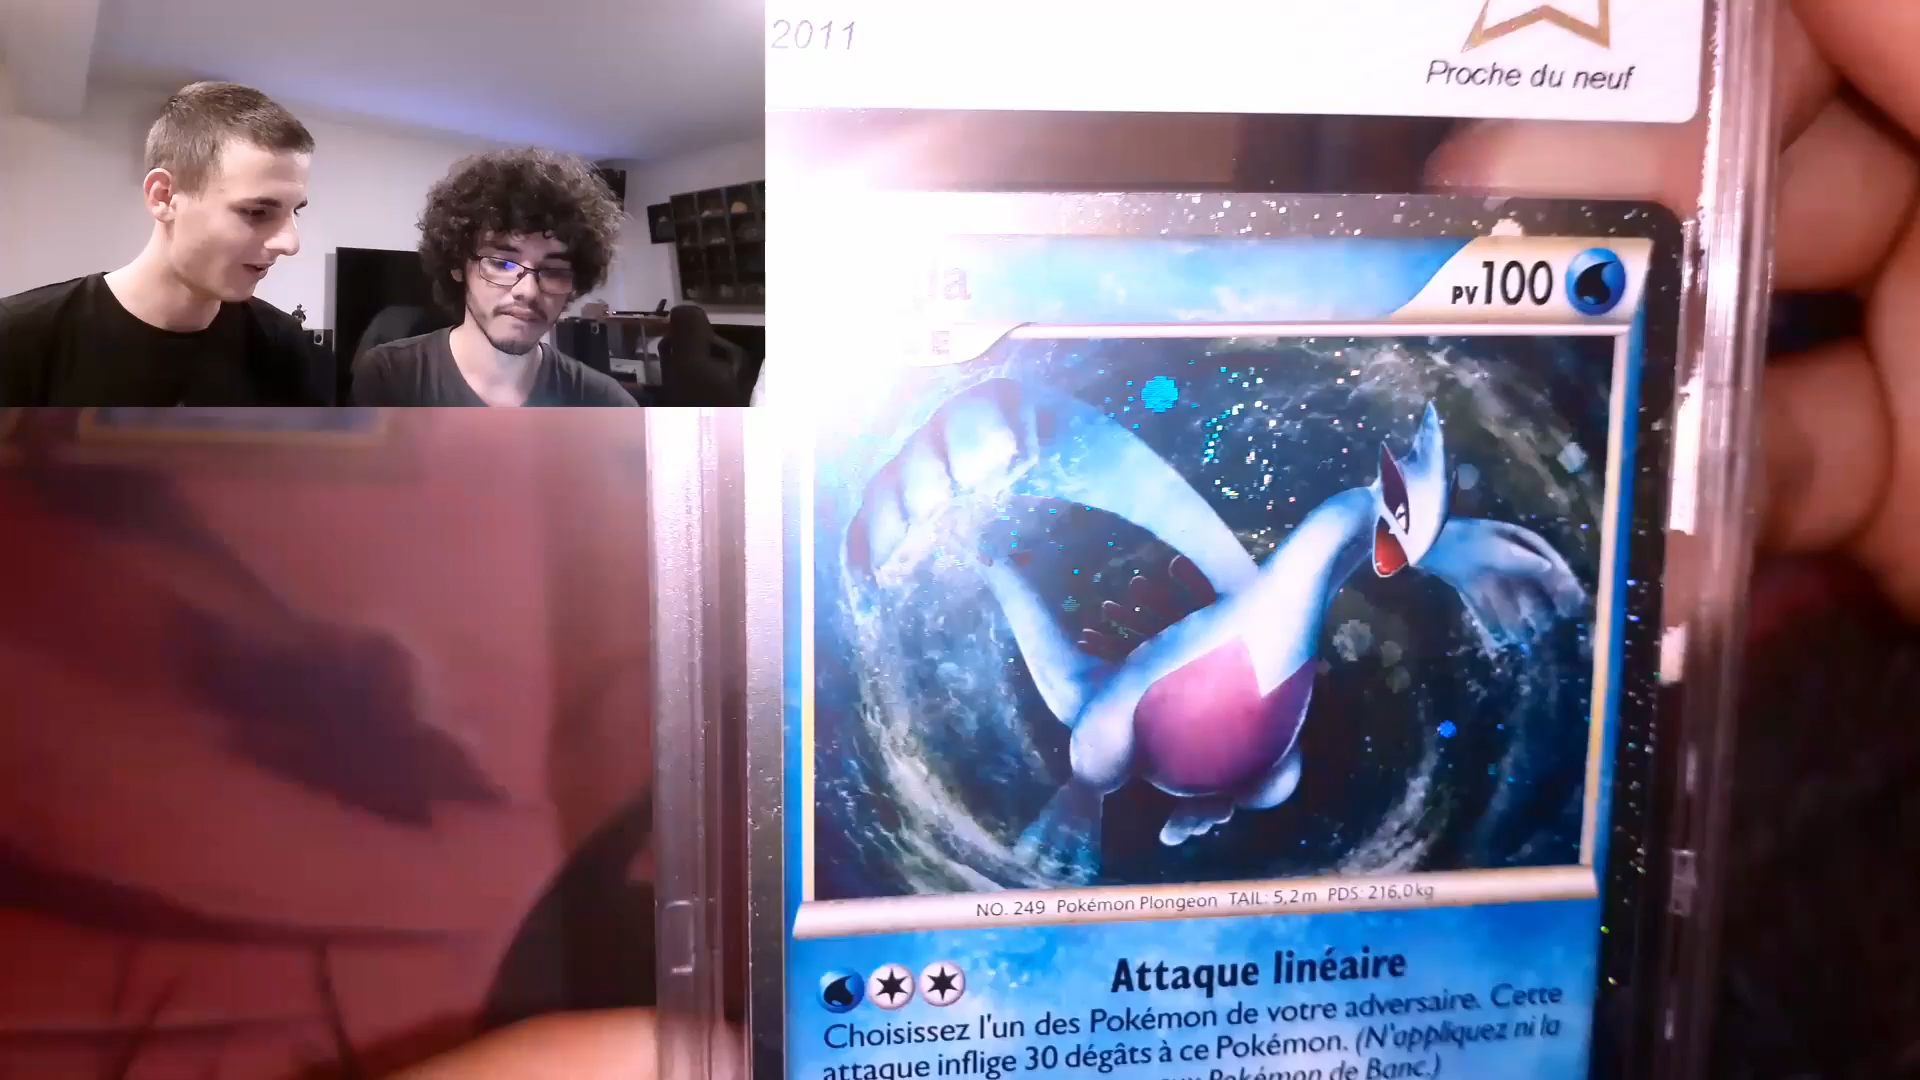 2011
Proche du neuf
PV100
NO. 249 Pokémon Plongeon TAIL: 5,2m PDS: 216,0kg
Attaque linéaire
Choisissez l'un des Pokémon de votre adversaire. Cette
attaque inflige 30 dégâts à ce Pokémon. (N'appliquez ni la
Pokémon de Banc.)